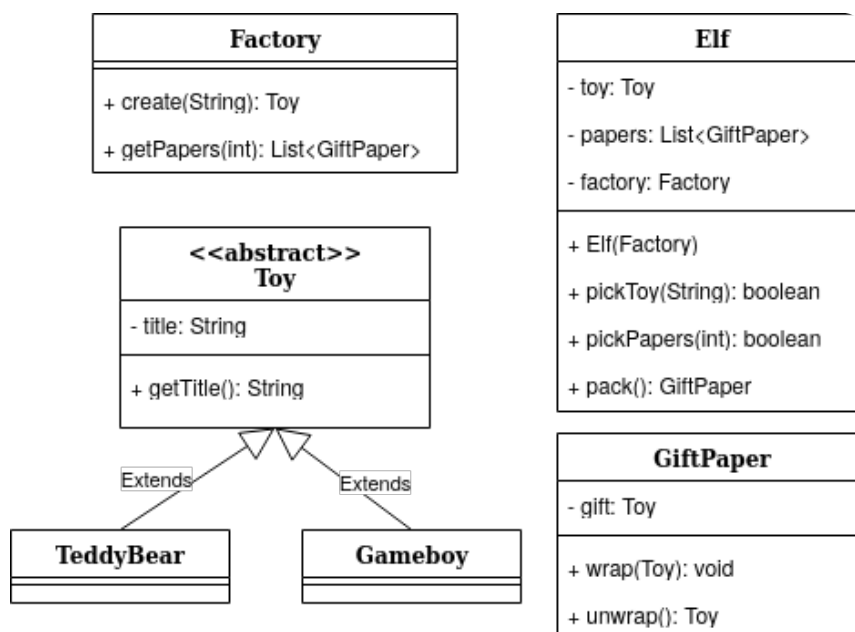 Factory
+ create(String): Toy
+ getPapers(int): List<GiftPaper>
<<abstract>>
Toy
- title: String
+ getTitle(): String
Extends
Extends
TeddyBear
Gameboy
Elf
- toy: Toy
- papers: List<GiftPaper>
- factory: Factory
+ Elf(Factory)
+ pickToy(String): boolean
+ pickPapers(int): boolean
+ pack(): GiftPaper
GiftPaper
- gift: Toy
+ wrap(Toy): void
+ unwrap(): Toy